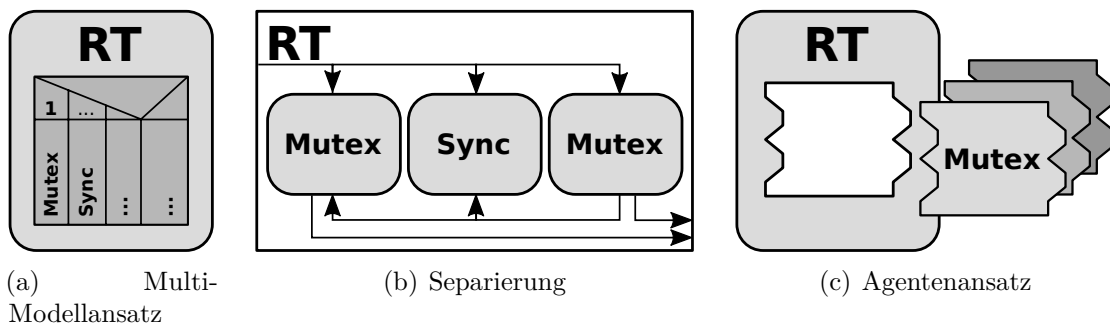 RT
1 ...
Mutex
Sync
...
...
RT
Mutex Sync Mutex
RT
Mutex
(a) Multi-
Modellansatz
(b) Separierung
(c) Agentenansatz